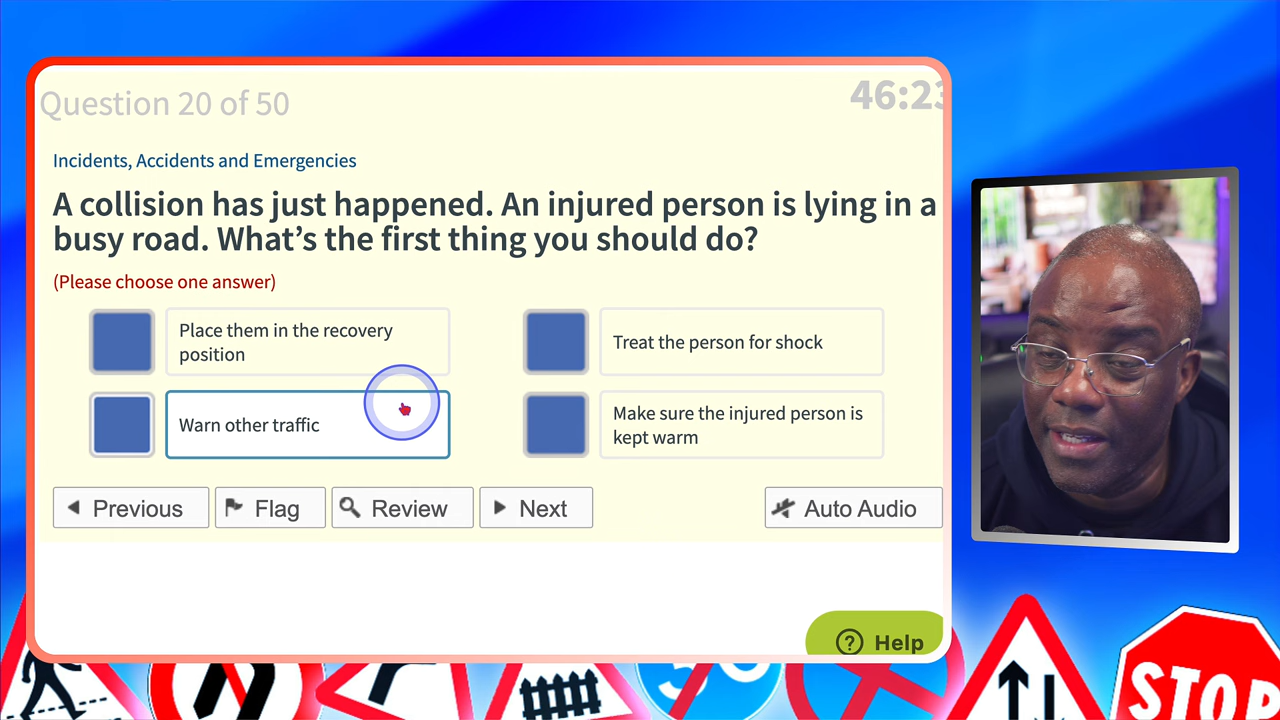 Question 20 of 50
46:23
Incidents, Accidents and Emergencies
A collision has just happened. An injured person is lying in a
busy road. What’s the first thing you should do?
(Please choose one answer)
Place them in the recovery
position
Treat the person for shock
Warn other traffic
Make sure the injured person is
kept warm
Previous
Flag
Review
Next
Auto Audio
Help
STOP